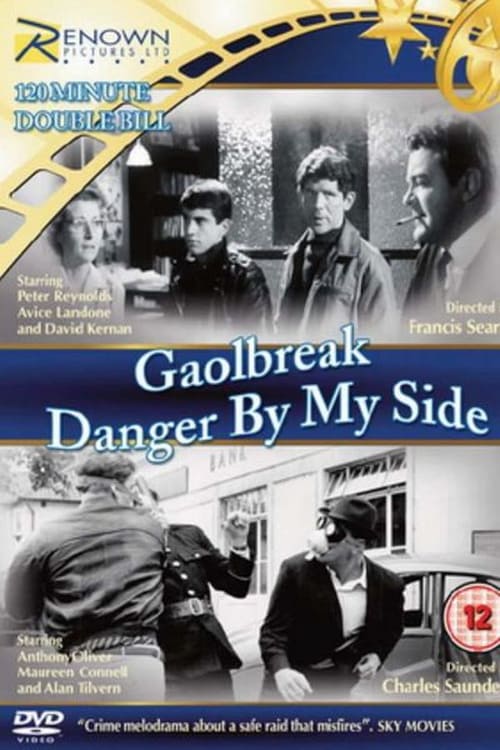 RENOWN
PICTURES LTD
120 MINUTE
DOUBLE BILL
Starring
Peter Reynolds
Avice Landone
and David Kernan
Directed
Francis Sear
Gaolbreak
Danger By My Side
BANK
12
Starring
Anthony Oliver
Maureen Connell
and Alan Tilvern
Directed
Charles Saunde
DVD
VIDEO
"Crime melodrama about a safe raid that misfires". SKY MOVIES